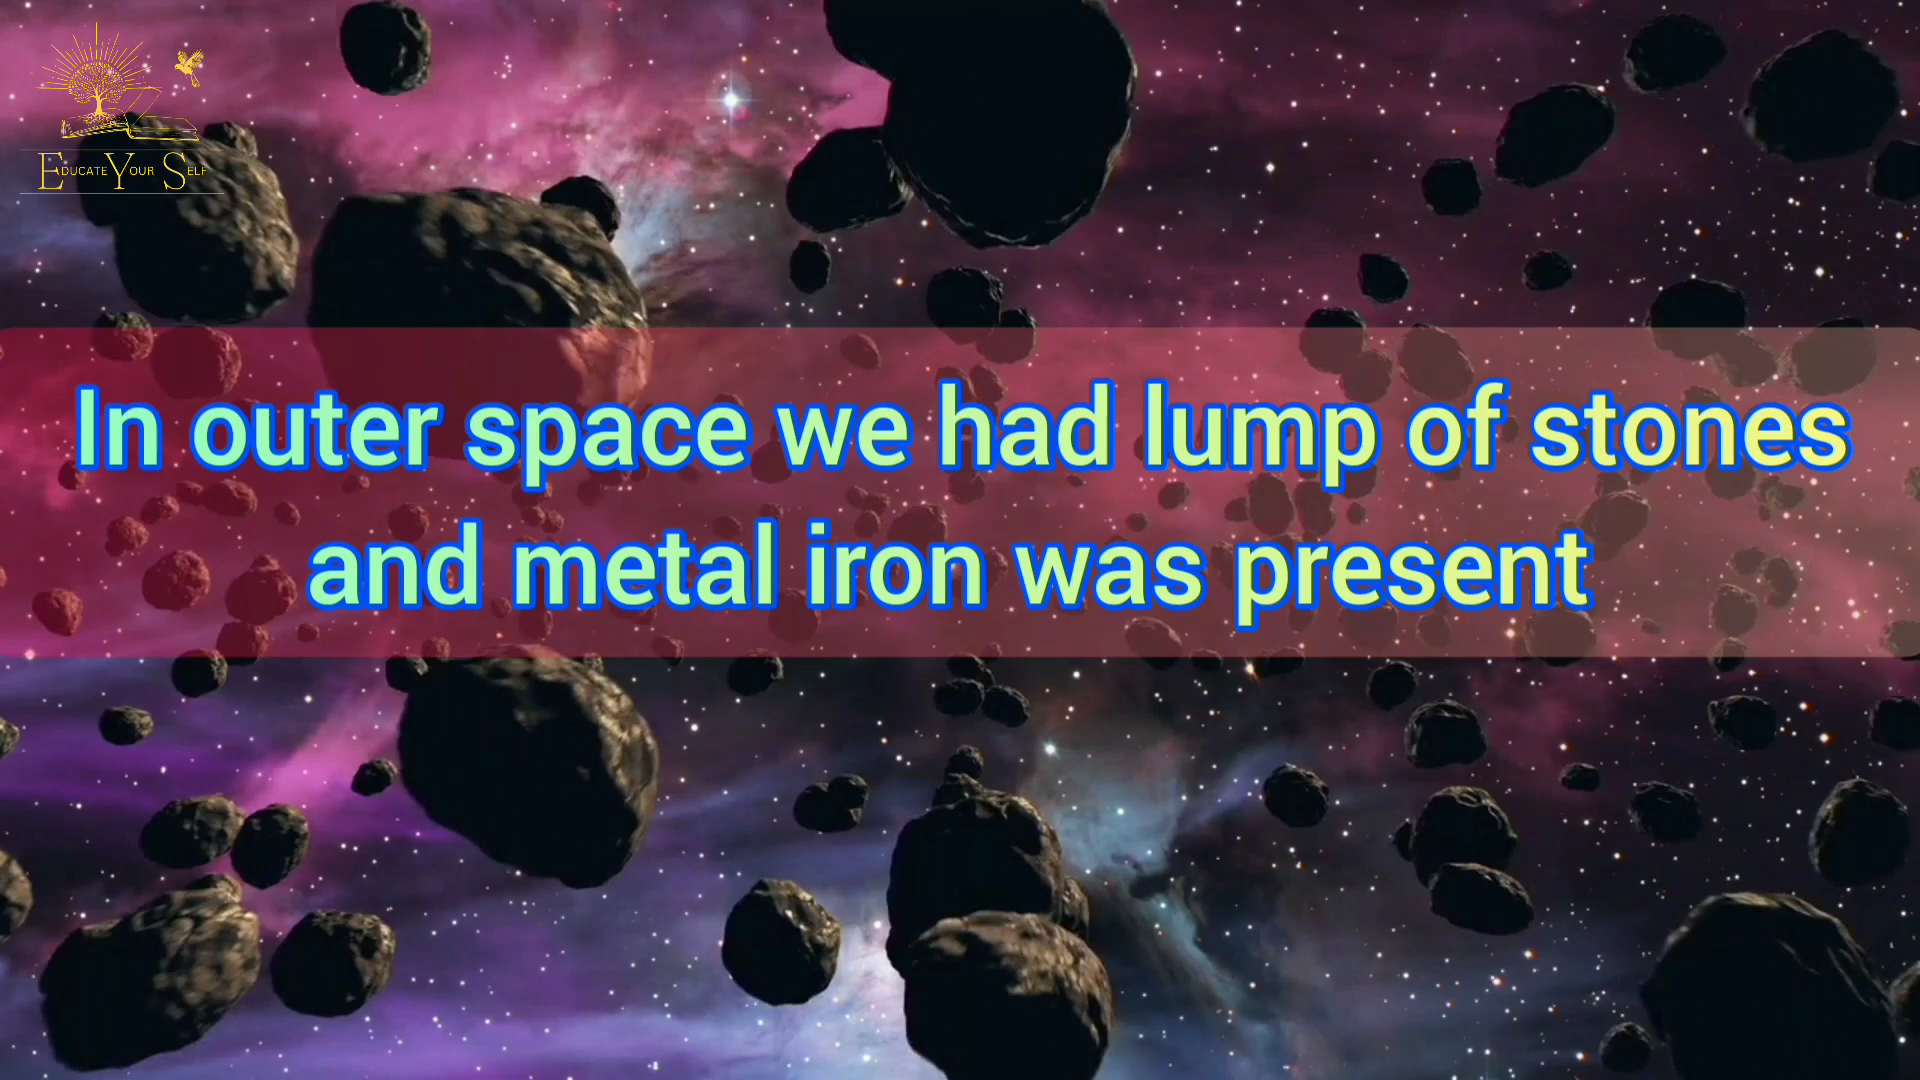 Educate Your Self
In outer space we had lump of stones
and metal iron was present